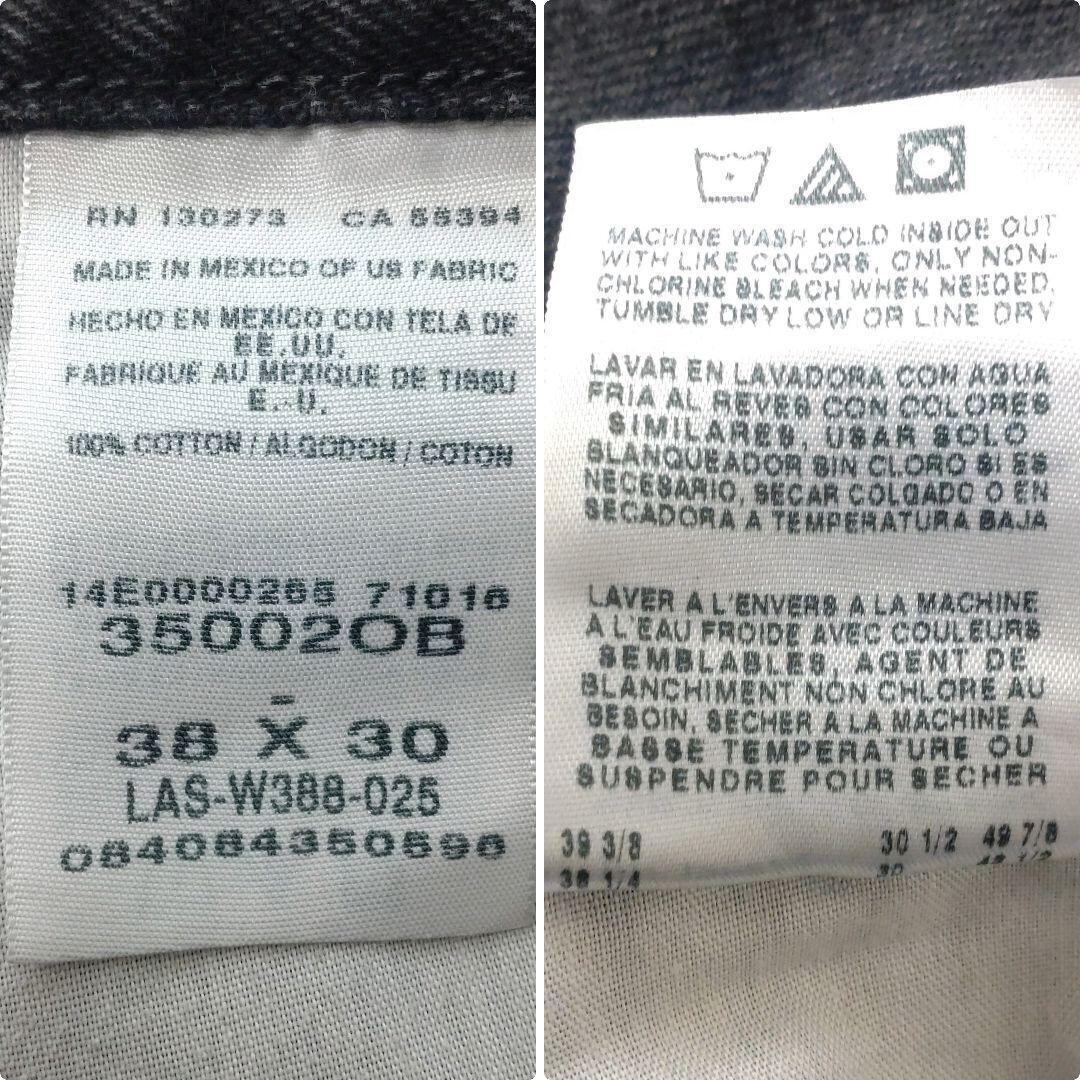 RN 130273 CA 56394
MADE IN MEXICO OF US FABRIC
HECHO EN MEXICO CON TELA DE
EE.UU.
FABRIQUE AU MEXIQUE DE TISSU
E.-U.
100% COTTON / ALGODON / COTON
14E0000265 71016
35002OB
-
38 X 30
LAS-W388-025
084084350596
MACHINE WASH COLD INSIDE OUT
WITH LIKE COLORS, ONLY NON-
CHLORINE BLEACH WHEN NEEDED.
TUMBLE DRY LOW OR LINE DRY
LAVAR EN LAVADORA CON AGUA
FRIA AL REVES CON COLORES
SIMILARES, USAR SOLO
BLANQUEADOR SIN CLORO SI ES
NECESARIO, SECAR COLGADO O EN
SECADORA A TEMPERATURA BAJA
LAVER A L'ENVERS A LA MACHINE
A L'EAU FROIDE AVEC COULEURS
SEMBLABLES, AGENT DE
BLANCHIMENT NON CHLORE AU
BESOIN, SECHER A LA MACHINE A
BASSE TEMPERATURE OU
SUSPENDRE POUR SECHER
39 3/8 30 1/2 49 7/8
38 1/4 30